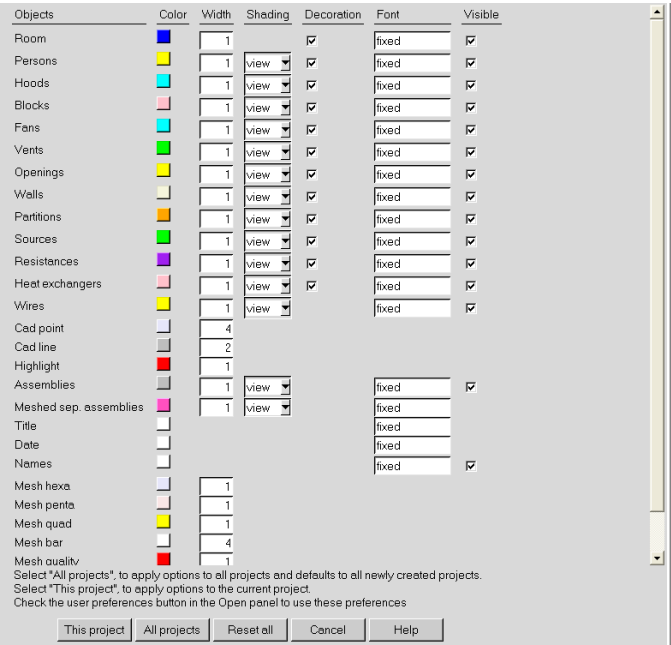 Objects Color Width Shading Decoration Font Visible
Room 1 fixed
Persons 1 view fixed
Hoods 1 view fixed
Blocks 1 view fixed
Fans 1 view fixed
Vents 1 view fixed
Openings 1 view fixed
Walls 1 view fixed
Partitions 1 view fixed
Sources 1 view fixed
Resistances 1 view fixed
Heat exchangers 1 view fixed
Wires 1 view fixed
Cad point 4
Cad line 2
Highlight 1
Assemblies 1 view fixed
Meshed sep. assemblies 1 view fixed
Title fixed
Date fixed
Names fixed
Mesh hexa 1
Mesh penta 1
Mesh quad 1
Mesh bar 4
Mesh quality 1
Select "All projects", to apply options to all projects and defaults to all newly created projects.
Select "This project", to apply options to the current project.
Check the user preferences button in the Open panel to use these preferences
This project All projects Reset all Cancel Help